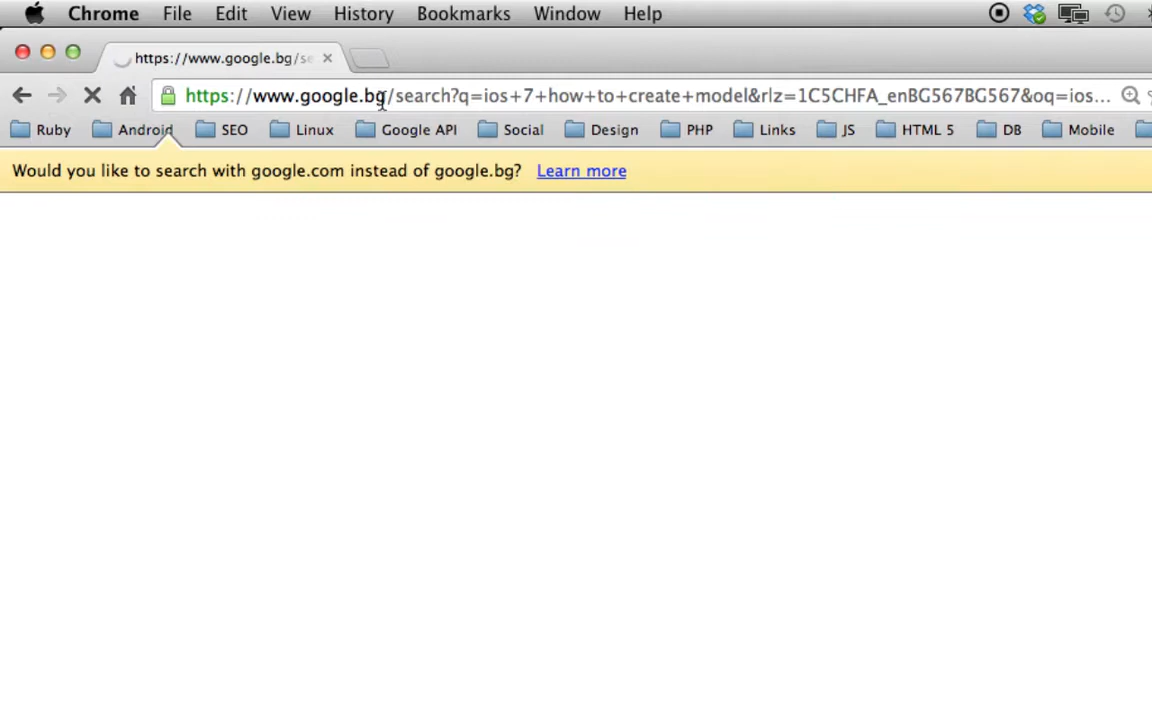 Chrome File Edit View History Bookmarks Window Help
https://www.google.bg/se
https://www.google.bg/search?q=ios+7+how+to+create+model&rlz=1C5CHFA_enBG567BG567&oq=ios...
Ruby Android SEO Linux Google API Social Design PHP Links JS HTML 5 DB Mobile
Would you like to search with google.com instead of google.bg? Learn more